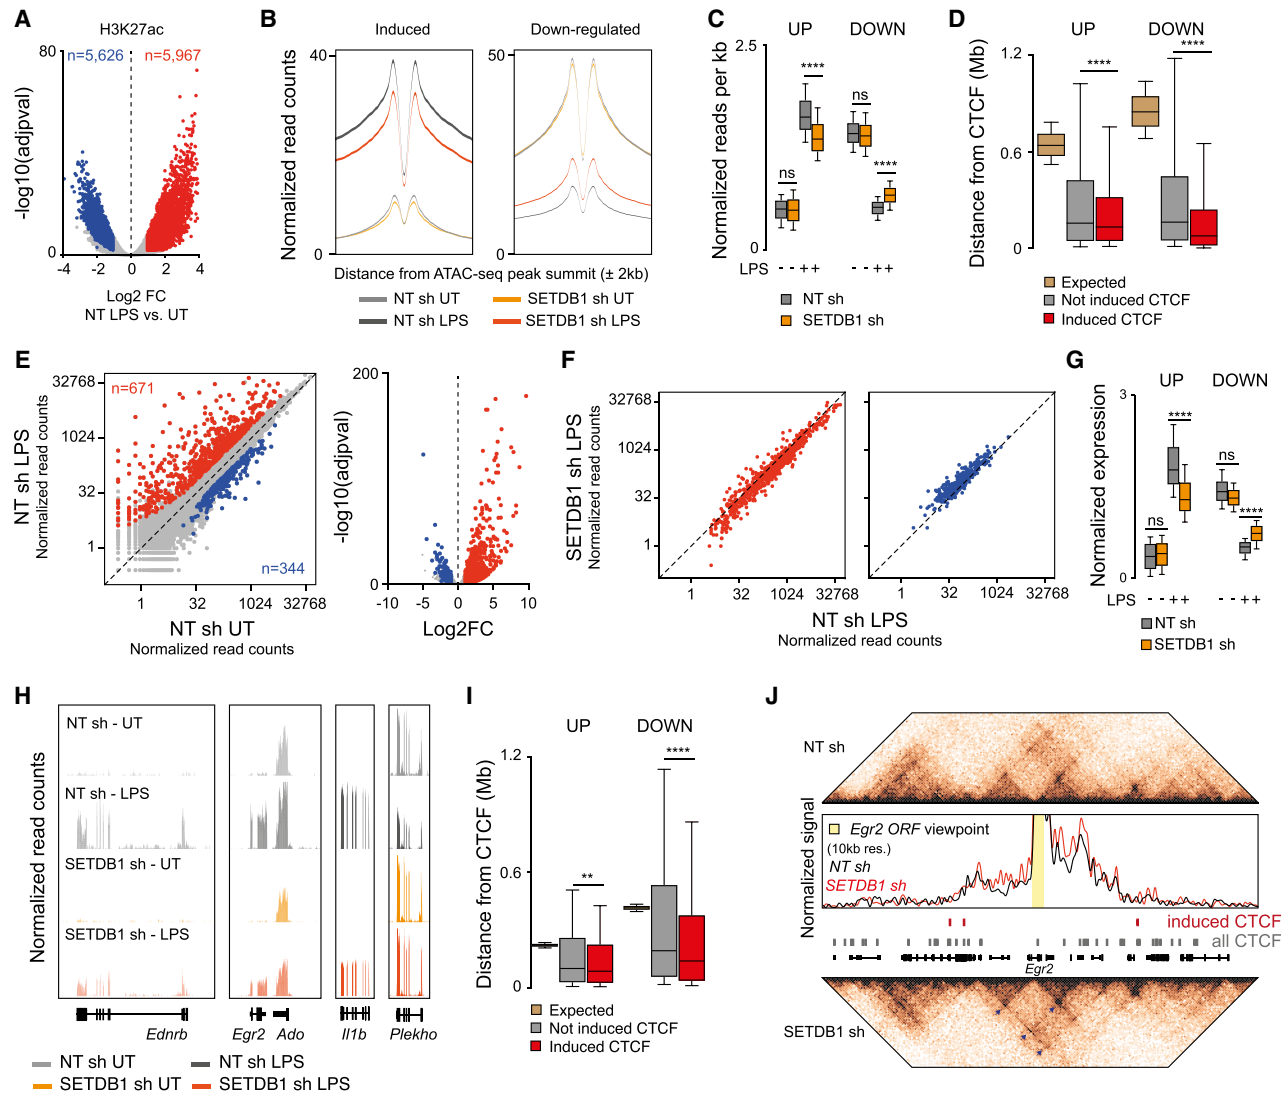 A
H3K27ac
80
n=5,626
n=5,967
-log10(adjpval)
0
-4
-2
0
2
4
Log2 FC
NT LPS vs. UT
B
Induced
Down-regulated
40
50
Normalized read counts
0
0
Distance from ATAC-seq peak summit (± 2kb)
NT sh UT
SETDB1 sh UT
NT sh LPS
SETDB1 sh LPS
C
UP
DOWN
2.5
Normalized reads per kb
****
ns
ns
****
0
LPS
- - + +
- - + +
NT sh
SETDB1 sh
D
UP
DOWN
1.2
Distance from CTCF (Mb)
****
****
0.6
0
Expected
Not induced CTCF
Induced CTCF
E
NT sh LPS
Normalized read counts
32768
n=671
1024
32
1
n=344
1
32
1024
32768
NT sh UT
Normalized read counts
200
-log10(adjpval)
100
0
-10
-5
0
5
10
Log2FC
F
SETDB1 sh LPS
Normalized read counts
32768
1024
32
1
1
32
1024
32768
1
32
1024
32768
NT sh LPS
Normalized read counts
G
UP
DOWN
3
Normalized expression
****
ns
ns
****
0
LPS
- - + +
- - + +
NT sh
SETDB1 sh
H
Normalized read counts
NT sh - UT
NT sh - LPS
SETDB1 sh - UT
SETDB1 sh - LPS
Ednrb
Egr2
Ado
Il1b
Plekho
NT sh UT
NT sh LPS
SETDB1 sh UT
SETDB1 sh LPS
I
UP
DOWN
1.2
Distance from CTCF (Mb)
****
0.6
**
0
Expected
Not induced CTCF
Induced CTCF
J
NT sh
Normalized signal
Egr2 ORF viewpoint
(10kb res.)
NT sh
SETDB1 sh
induced CTCF
all CTCF
Egr2
SETDB1 sh